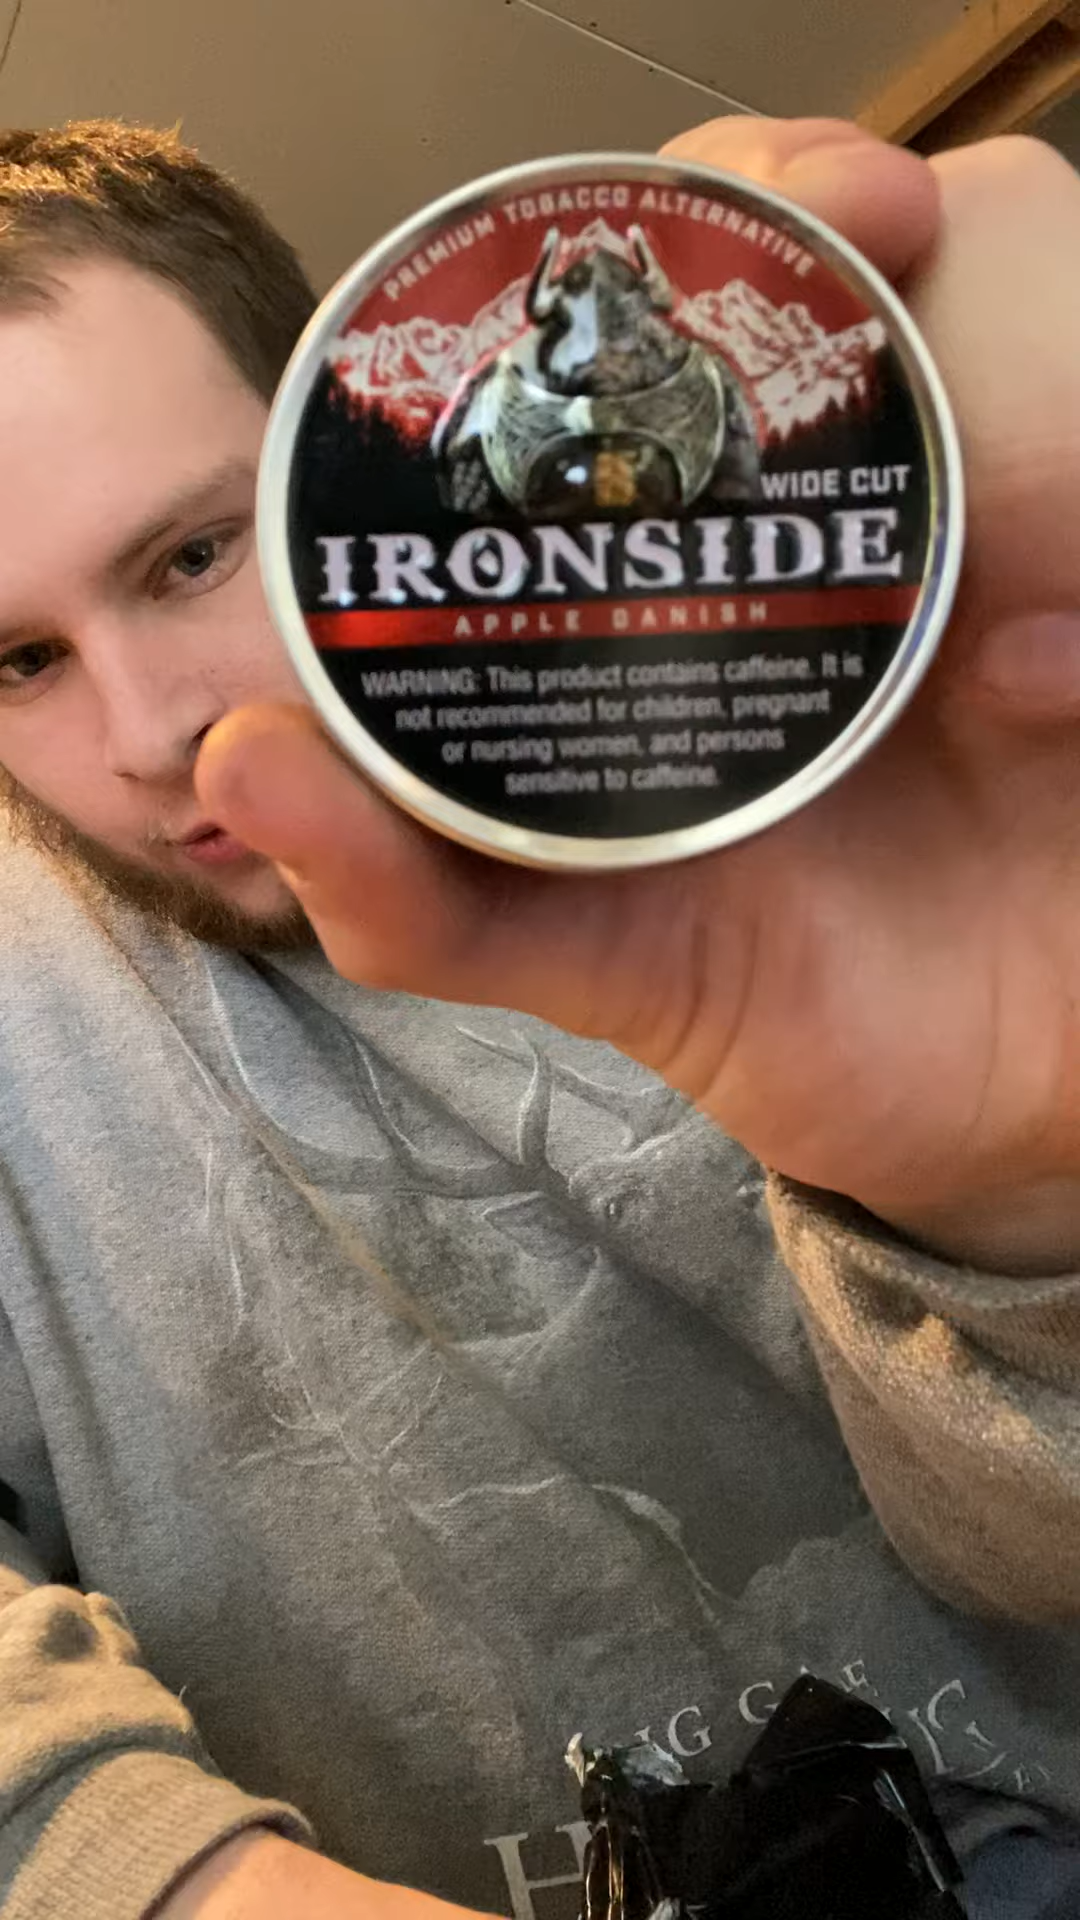 PREMIUM TOBACCO ALTERNATIVE
WIDE CUT
IRONSIDE
APPLE DANISH
WARNING: This product contains caffeine. It is
not recommended for children, pregnant
or nursing women, and persons
sensitive to caffeine.